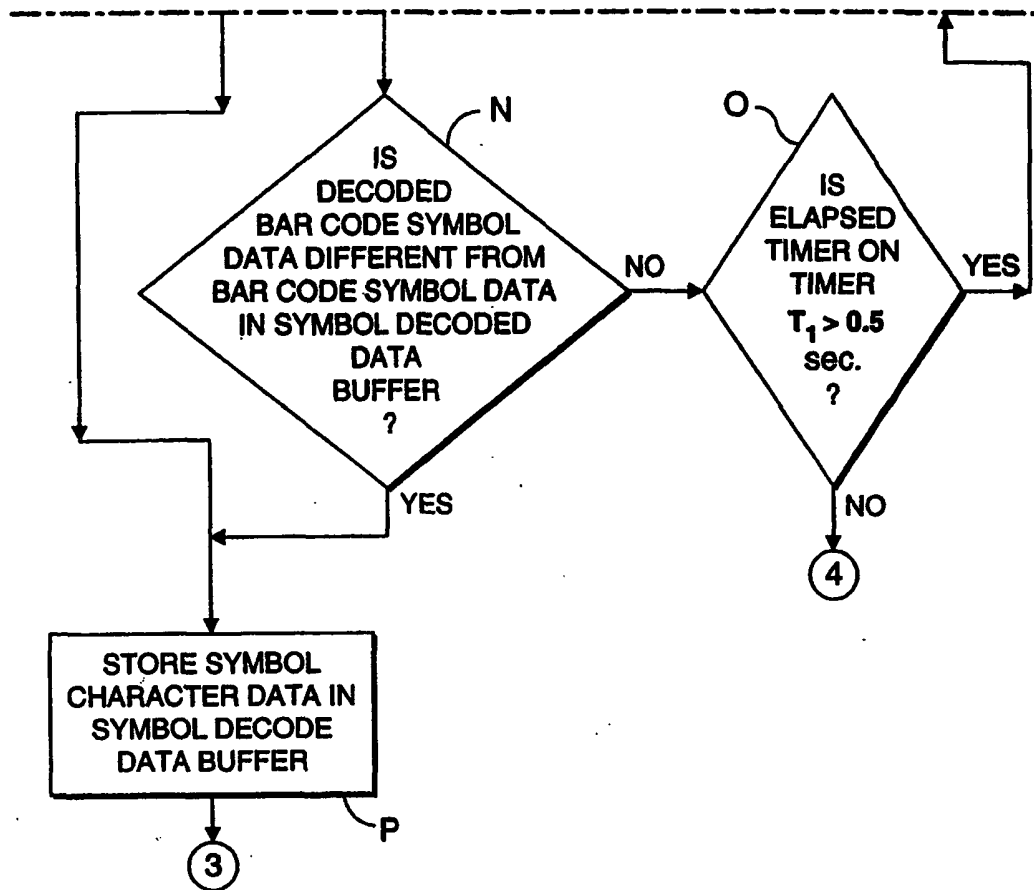 N
IS
DECODED
BAR CODE SYMBOL
DATA DIFFERENT FROM
BAR CODE SYMBOL DATA
IN SYMBOL DECODED
DATA
BUFFER
?
NO
YES
O
IS
ELAPSED
TIMER ON
TIMER
T₁ > 0.5
sec.
?
YES
NO
4
STORE SYMBOL
CHARACTER DATA IN
SYMBOL DECODE
DATA BUFFER
P
3